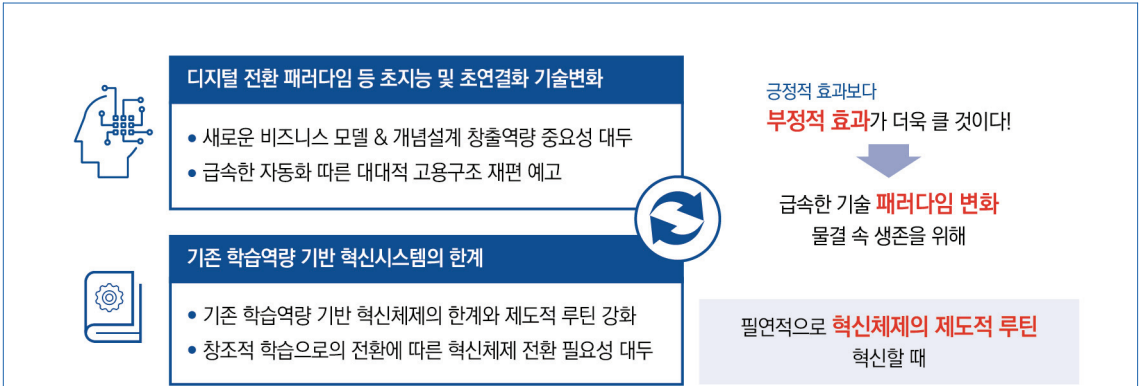 디지털 전환 패러다임 등 초지능 및 초연결화 기술변화
• 새로운 비즈니스 모델 & 개념설계 창출역량 중요성 대두
• 급속한 자동화 따른 대대적 고용구조 재편 예고
기존 학습역량 기반 혁신시스템의 한계
• 기존 학습역량 기반 혁신체제의 한계와 제도적 루틴 강화
• 창조적 학습으로의 전환에 따른 혁신체제 전환 필요성 대두
긍정적 효과보다
부정적 효과가 더욱 클 것이다!
급속한 기술 패러다임 변화
물결 속 생존을 위해
필연적으로 혁신체제의 제도적 루틴
혁신할 때